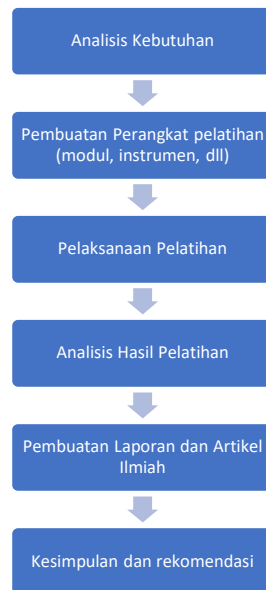 Analisis Kebutuhan
Pembuatan Perangkat pelatihan
(modul, instrumen, dll)
Pelaksanaan Pelatihan
Analisis Hasil Pelatihan
Pembuatan Laporan dan Artikel
Ilmiah
Kesimpulan dan rekomendasi